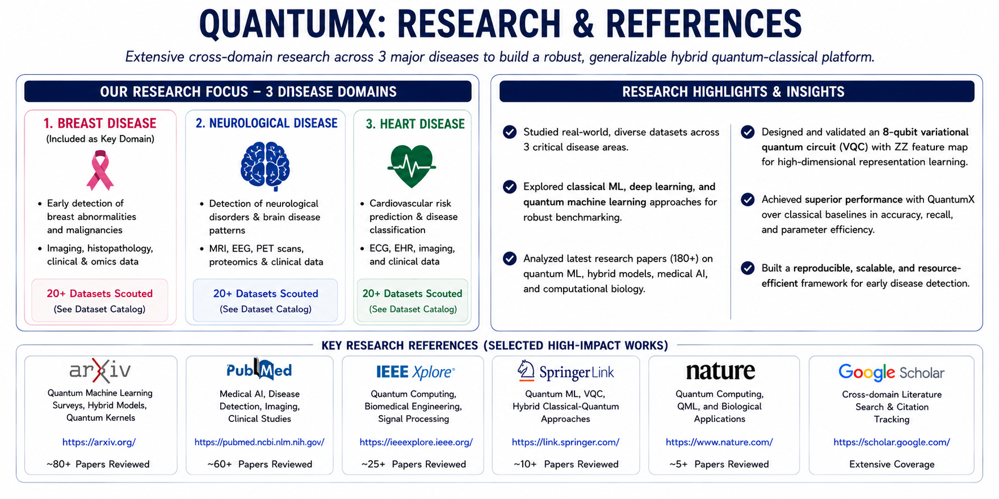 QUANTUMX: RESEARCH & REFERENCES
Extensive cross-domain research across 3 major diseases to build a robust, generalizable hybrid quantum-classical platform.
OUR RESEARCH FOCUS – 3 DISEASE DOMAINS
1. BREAST DISEASE
(Included as Key Domain)
• Early detection of
breast abnormalities
and malignancies
• Imaging, histopathology,
clinical & omics data
20+ Datasets Scouted
(See Dataset Catalog)
2. NEUROLOGICAL DISEASE
• Detection of neurological
disorders & brain disease
patterns
• MRI, EEG, PET scans,
proteomics & clinical data
20+ Datasets Scouted
(See Dataset Catalog)
3. HEART DISEASE
• Cardiovascular risk
prediction & disease
classification
• ECG, EHR, imaging,
and clinical data
20+ Datasets Scouted
(See Dataset Catalog)
RESEARCH HIGHLIGHTS & INSIGHTS
Studied real-world, diverse datasets across
3 critical disease areas.
Explored classical ML, deep learning, and
quantum machine learning approaches for
robust benchmarking.
Analyzed latest research papers (180+) on
quantum ML, hybrid models, medical AI,
and computational biology.
Designed and validated an 8-qubit variational
quantum circuit (VQC) with ZZ feature map
for high-dimensional representation learning.
Achieved superior performance with QuantumX
over classical baselines in accuracy, recall,
and parameter efficiency.
Built a reproducible, scalable, and resource-
efficient framework for early disease detection.
KEY RESEARCH REFERENCES (SELECTED HIGH-IMPACT WORKS)
arXiv
Quantum Machine Learning
Surveys, Hybrid Models,
Quantum Kernels
https://arxiv.org/
~80+ Papers Reviewed
PubMed
Medical AI, Disease
Detection, Imaging,
Clinical Studies
https://pubmed.ncbi.nlm.nih.gov/
~60+ Papers Reviewed
IEEE Xplore®
Quantum Computing,
Biomedical Engineering,
Signal Processing
https://ieeexplore.ieee.org/
~25+ Papers Reviewed
SpringerLink
Quantum ML, VQC,
Hybrid Classical-Quantum
Approaches
https://link.springer.com/
~10+ Papers Reviewed
nature
Quantum Computing,
QML, and Biological
Applications
https://www.nature.com/
~5+ Papers Reviewed
Google Scholar
Cross-domain Literature
Search & Citation
Tracking
https://scholar.google.com/
Extensive Coverage